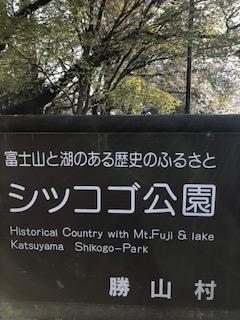 富士山と湖のある歴史のふるさと
シツコゴ公園
Historical Country with Mt.Fuji & lake
Katsuyama Shikogo-Park
勝山村